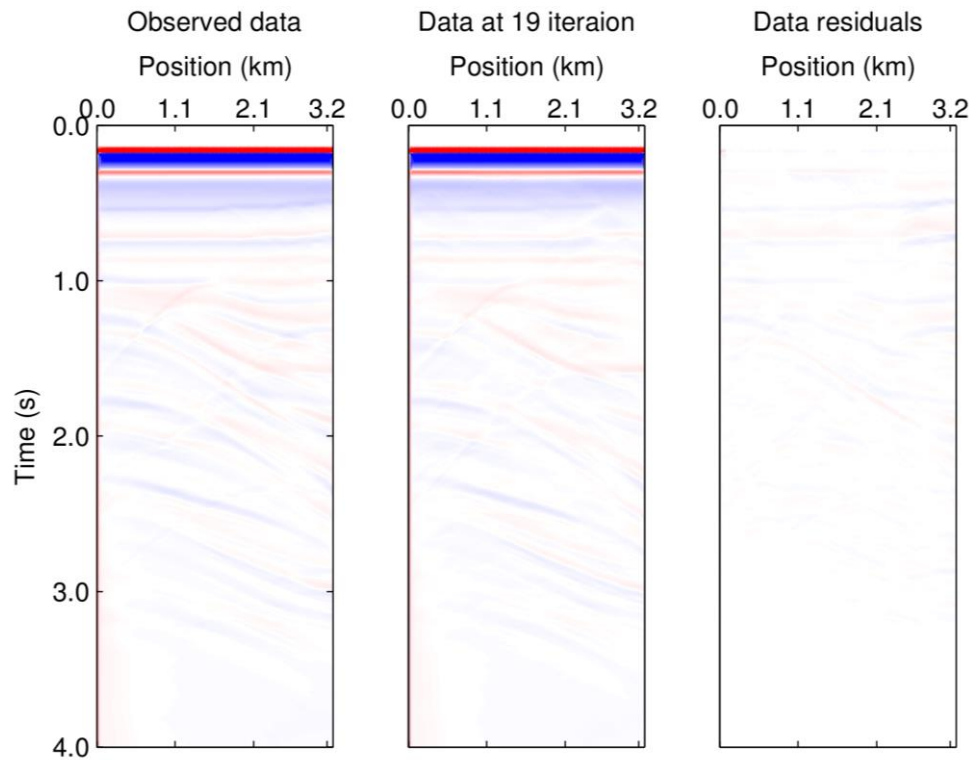 Observed data
Data at 19 iteraion
Data residuals
Position (km)
Position (km)
Position (km)
0.0 1.1 2.1 3.2
0.0 1.1 2.1 3.2
0.0 1.1 2.1 3.2
0.0
1.0
2.0
3.0
4.0
Time (s)